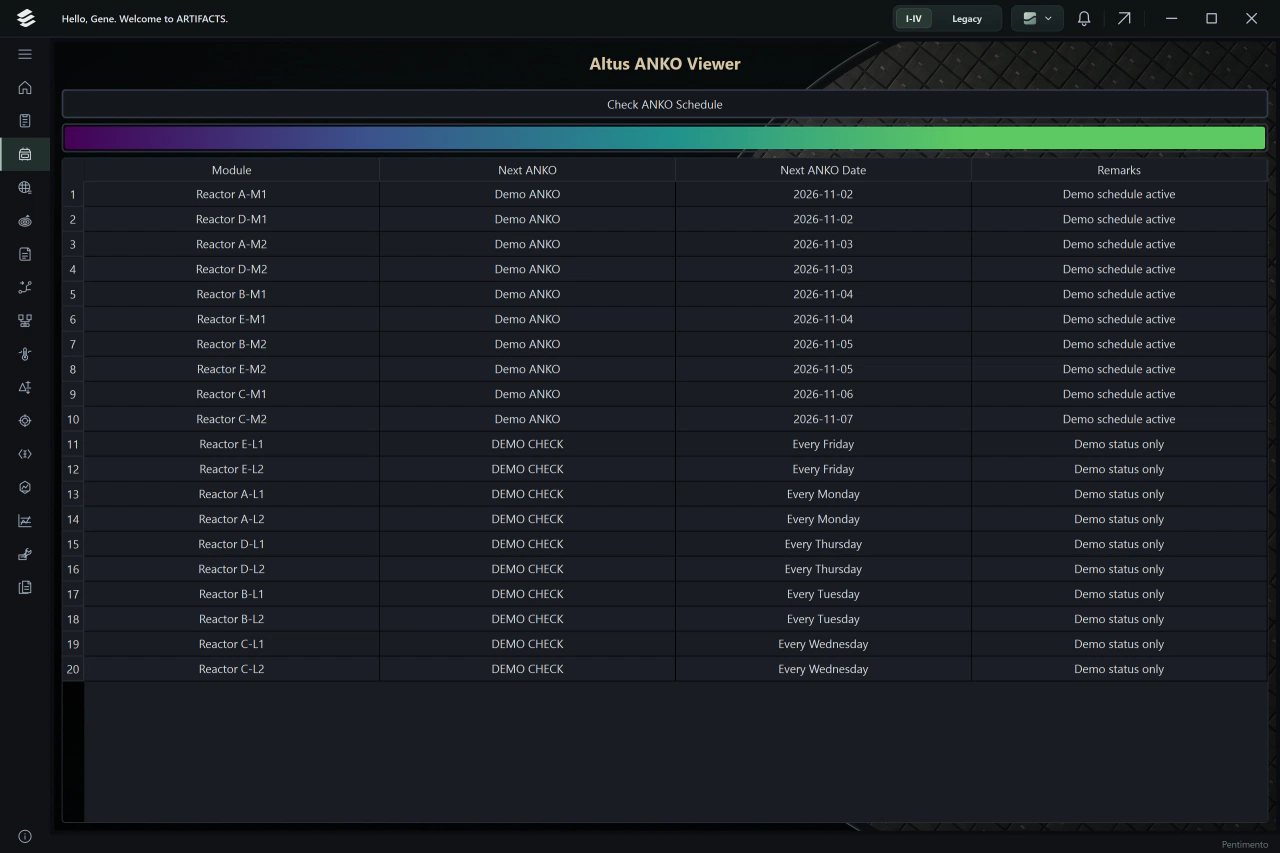 Hello, Gene. Welcome to ARTIFACTS. I-IV Legacy
Altus ANKO Viewer
Check ANKO Schedule
Module Next ANKO Next ANKO Date Remarks
1 Reactor A-M1 Demo ANKO 2026-11-02 Demo schedule active
2 Reactor D-M1 Demo ANKO 2026-11-02 Demo schedule active
3 Reactor A-M2 Demo ANKO 2026-11-03 Demo schedule active
4 Reactor D-M2 Demo ANKO 2026-11-03 Demo schedule active
5 Reactor B-M1 Demo ANKO 2026-11-04 Demo schedule active
6 Reactor E-M1 Demo ANKO 2026-11-04 Demo schedule active
7 Reactor B-M2 Demo ANKO 2026-11-05 Demo schedule active
8 Reactor E-M2 Demo ANKO 2026-11-05 Demo schedule active
9 Reactor C-M1 Demo ANKO 2026-11-06 Demo schedule active
10 Reactor C-M2 Demo ANKO 2026-11-07 Demo schedule active
11 Reactor E-L1 DEMO CHECK Every Friday Demo status only
12 Reactor E-L2 DEMO CHECK Every Friday Demo status only
13 Reactor A-L1 DEMO CHECK Every Monday Demo status only
14 Reactor A-L2 DEMO CHECK Every Monday Demo status only
15 Reactor D-L1 DEMO CHECK Every Thursday Demo status only
16 Reactor D-L2 DEMO CHECK Every Thursday Demo status only
17 Reactor B-L1 DEMO CHECK Every Tuesday Demo status only
18 Reactor B-L2 DEMO CHECK Every Tuesday Demo status only
19 Reactor C-L1 DEMO CHECK Every Wednesday Demo status only
20 Reactor C-L2 DEMO CHECK Every Wednesday Demo status only
Pentimento